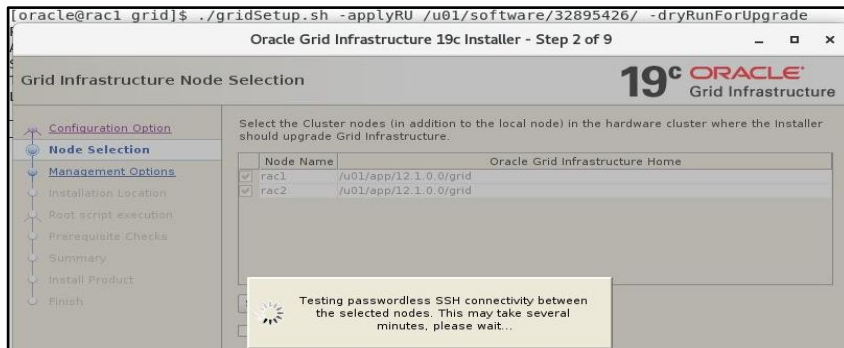 [oracle@rac1 grid]$ ./gridSetup.sh -applyRU /u01/software/32895426/ -dryRunForUpgrade
Oracle Grid Infrastructure 19c Installer - Step 2 of 9
Grid Infrastructure Node Selection
19c ORACLE
Grid Infrastructure
Configuration Option
Node Selection
Management Options
Installation Location
Root script execution
Prerequisite Checks
Summary
Install Product
Finish
Select the Cluster nodes (in addition to the local node) in the hardware cluster where the Installer
should upgrade Grid Infrastructure.
Node Name Oracle Grid Infrastructure Home
rac1 /u01/app/12.1.0.0/grid
rac2 /u01/app/12.1.0.0/grid
Testing passwordless SSH connectivity between
the selected nodes. This may take several
minutes, please wait...